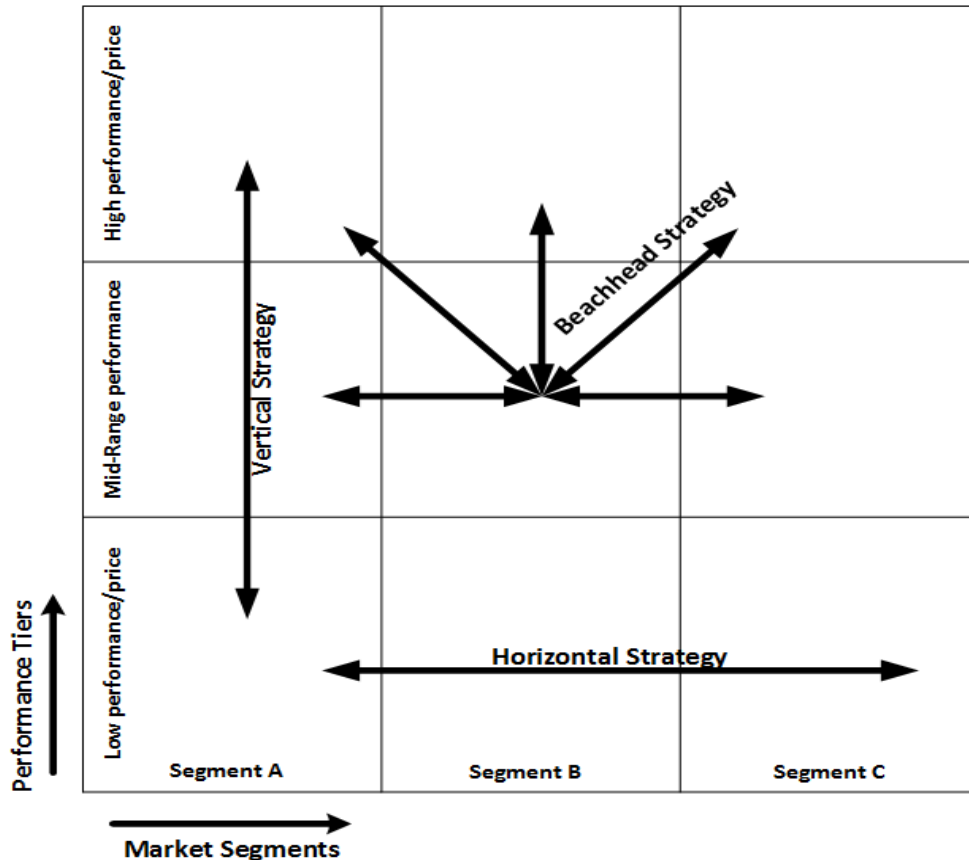 High performance/price
Mid-Range performance
Low performance/price
Performance Tiers
Vertical Strategy
Beachhead Strategy
Horizontal Strategy
Segment A
Segment B
Segment C
Market Segments